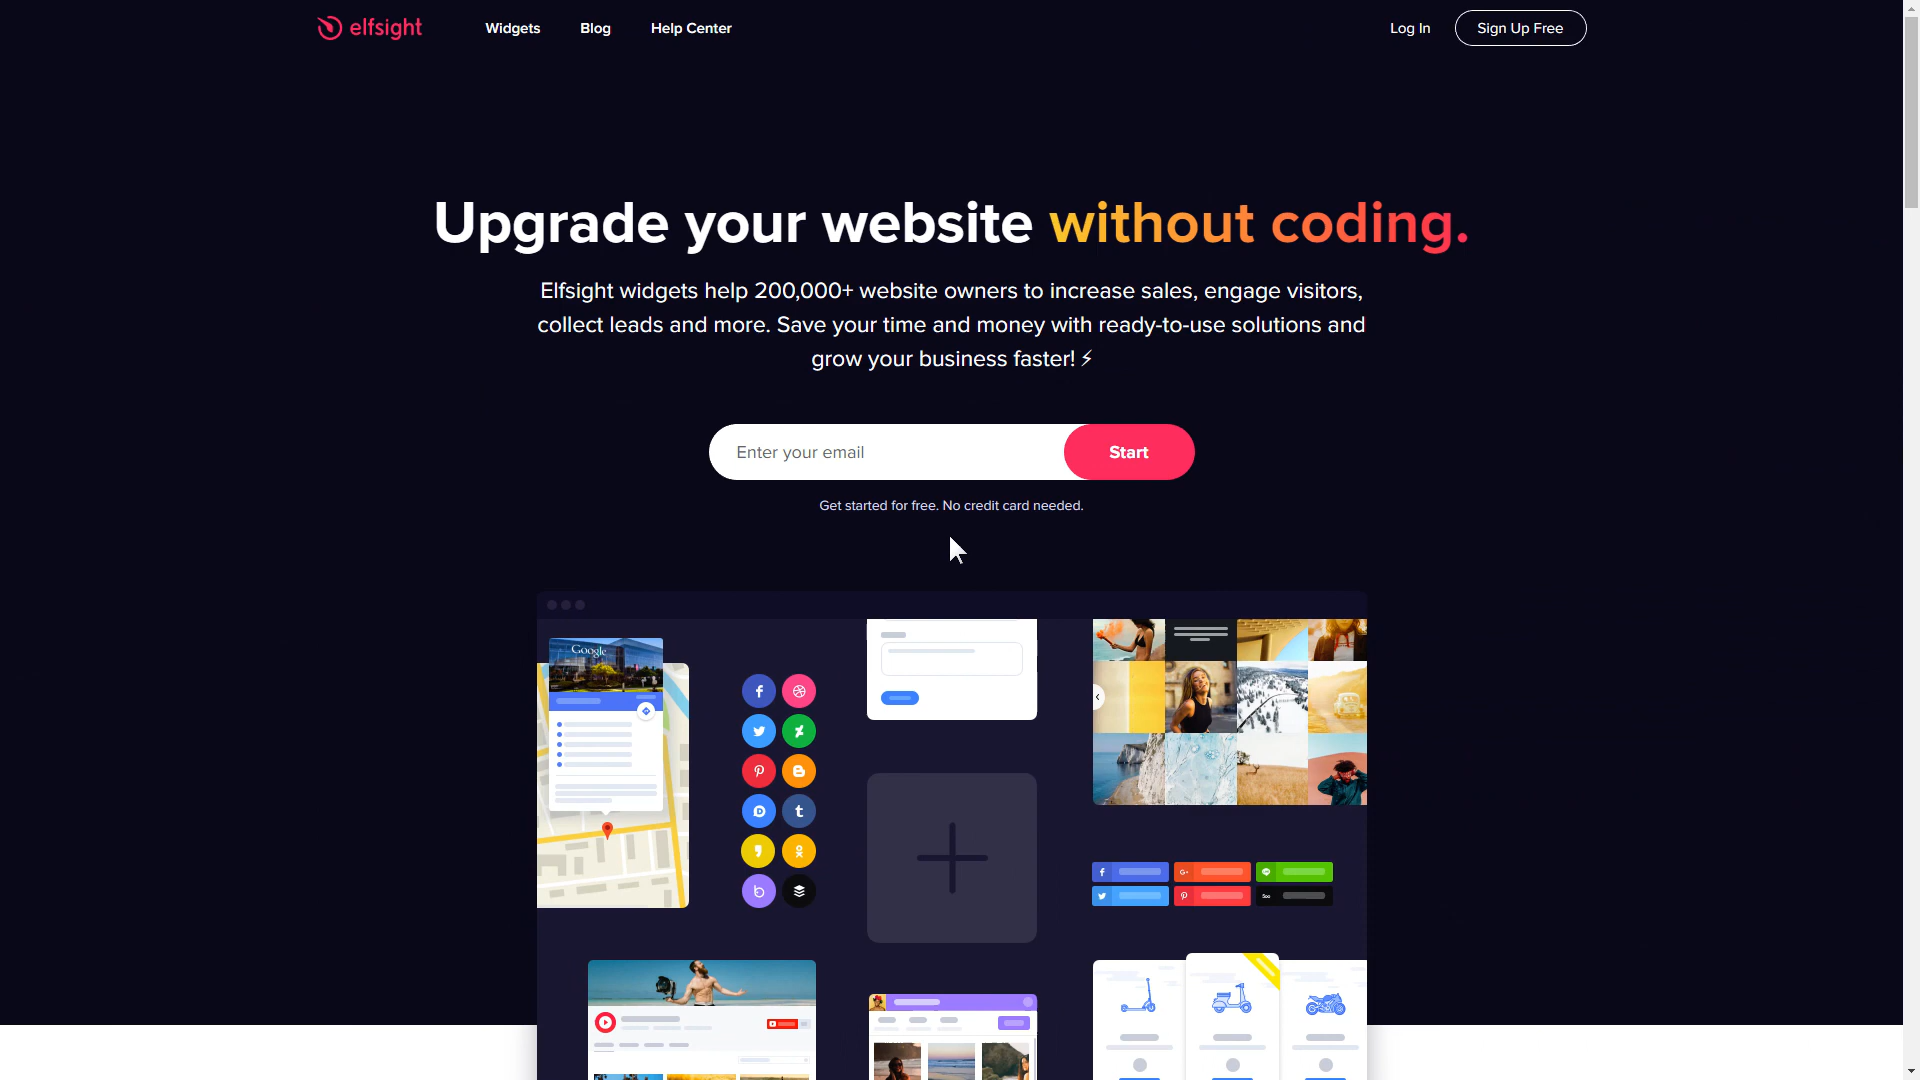 elfsight
Widgets
Blog
Help Center
Log In
Sign Up Free
Upgrade your website without coding.
Elfsight widgets help 200,000+ website owners to increase sales, engage visitors,
collect leads and more. Save your time and money with ready-to-use solutions and
grow your business faster! ⚡
Enter your email
Start
Get started for free. No credit card needed.
Google